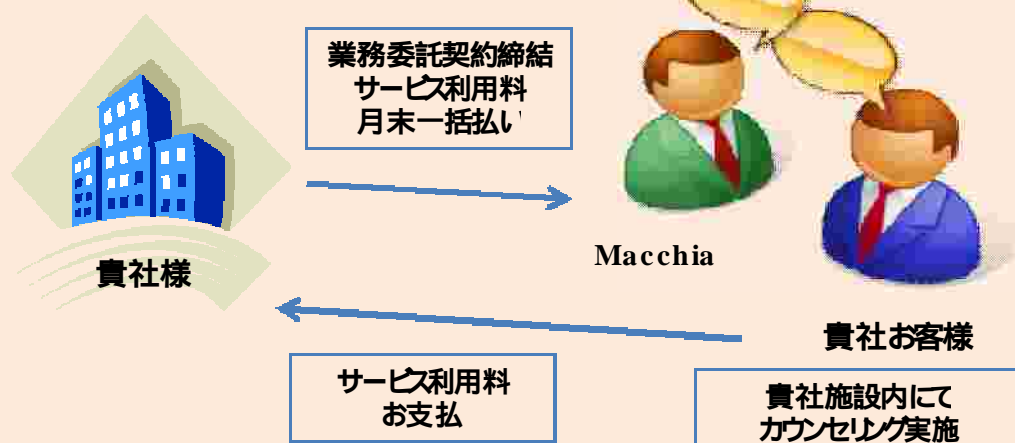 業務委託契約締結
サービス利用料
月末一括払い
Macchia
貴社様
貴社お客様
サービス利用料
お支払
貴社施設内にて
カウンセリング実施